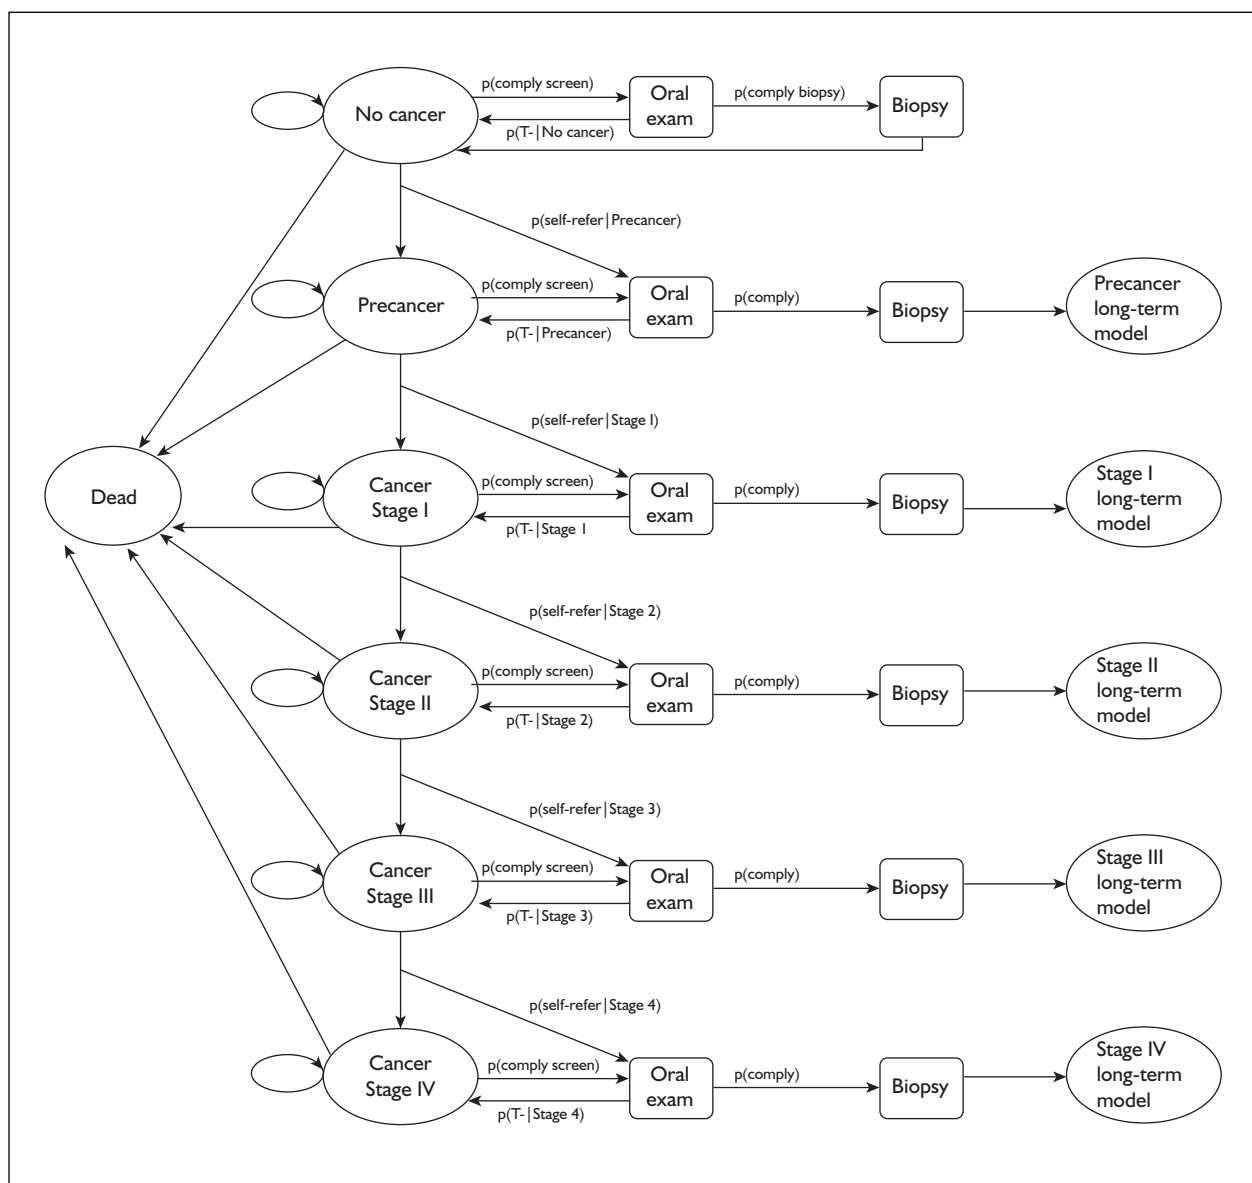 p(comply screen)
Oral
exam
p(comply biopsy)
Biopsy
No cancer
p(T-|No cancer)
p(self-refer|Precancer)
Precancer
p(comply screen)
Oral
exam
p(comply)
Biopsy
Precancer
long-term
model
p(T-|Precancer)
p(self-refer|Stage I)
Dead
Cancer
Stage I
p(comply screen)
Oral
exam
p(comply)
Biopsy
Stage I
long-term
model
p(T-|Stage 1
p(self-refer|Stage 2)
Cancer
Stage II
p(comply screen)
Oral
exam
p(comply)
Biopsy
Stage II
long-term
model
p(T-|Stage 2)
p(self-refer|Stage 3)
Cancer
Stage III
p(comply screen)
Oral
exam
p(comply)
Biopsy
Stage III
long-term
model
p(T-|Stage 3)
p(self-refer|Stage 4)
Cancer
Stage IV
p(comply screen)
Oral
exam
p(comply)
Biopsy
Stage IV
long-term
model
p(T-|Stage 4)